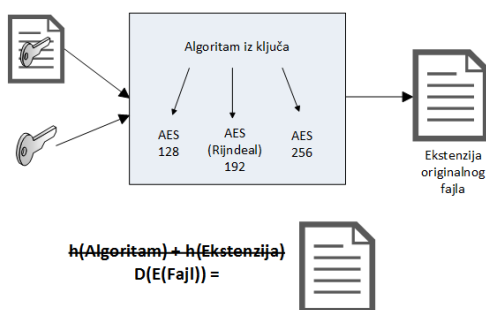 Algoritam iz ključa
AES
128
AES
(Rijndeal)
192
AES
256
Ekstenzija
originalnog
fajla
h(Algoritam) + h(Ekstenzija)
D(E(Fajl)) =